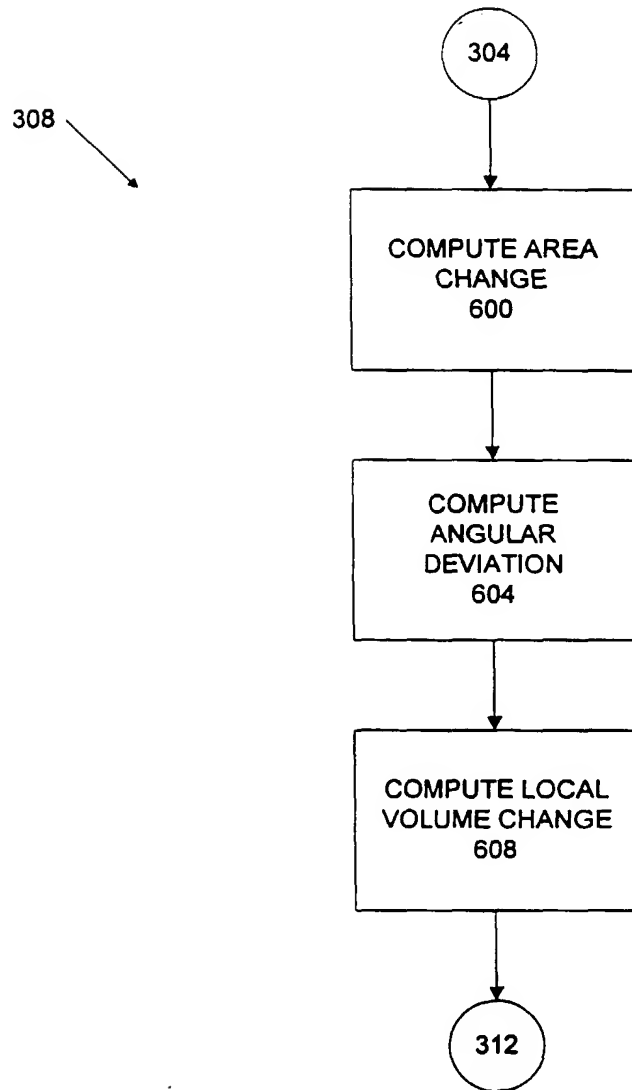 304
308
COMPUTE AREA
CHANGE
600
COMPUTE
ANGULAR
DEVIATION
604
COMPUTE LOCAL
VOLUME CHANGE
608
312